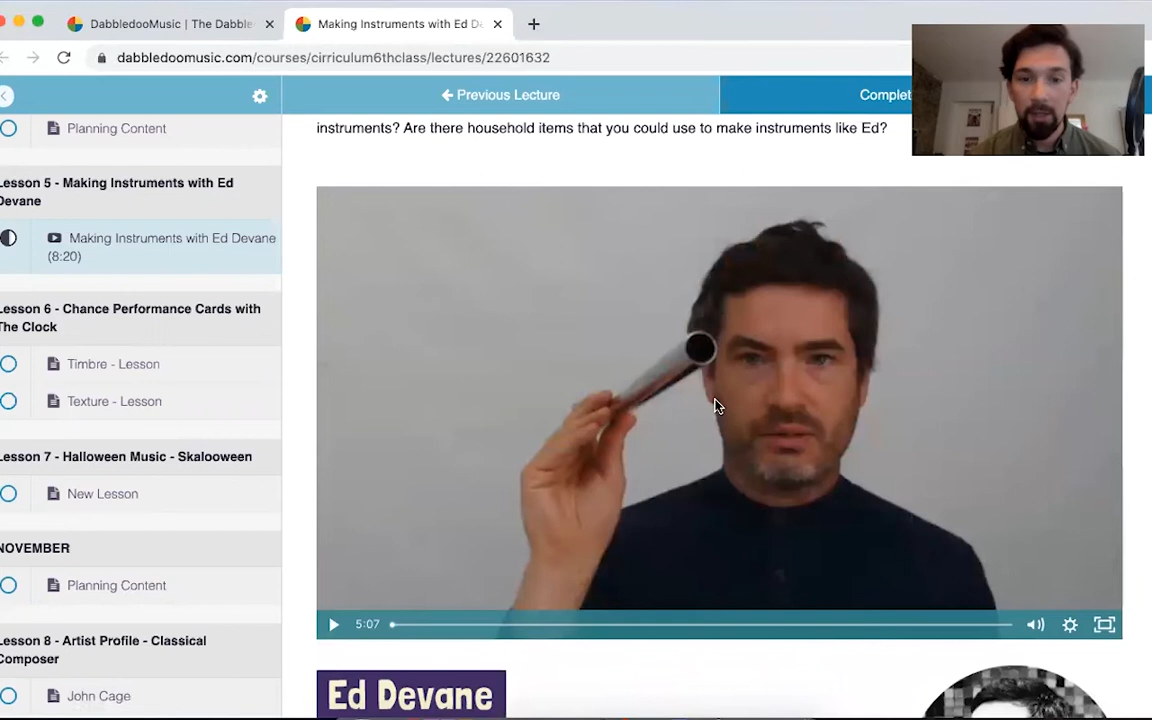 DabbledooMusic | The Dabble
Making Instruments with Ed De
dabbledoomusic.com/courses/cirriculum6thclass/lectures/22601632
Previous Lecture
Complet
Planning Content
Lesson 5 - Making Instruments with Ed
Devane
Making Instruments with Ed Devane
(8:20)
Lesson 6 - Chance Performance Cards with
The Clock
Timbre - Lesson
Texture - Lesson
Lesson 7 - Halloween Music - Skalooween
New Lesson
NOVEMBER
Planning Content
Lesson 8 - Artist Profile - Classical
Composer
John Cage
instruments? Are there household items that you could use to make instruments like Ed?
5:07
Ed Devane